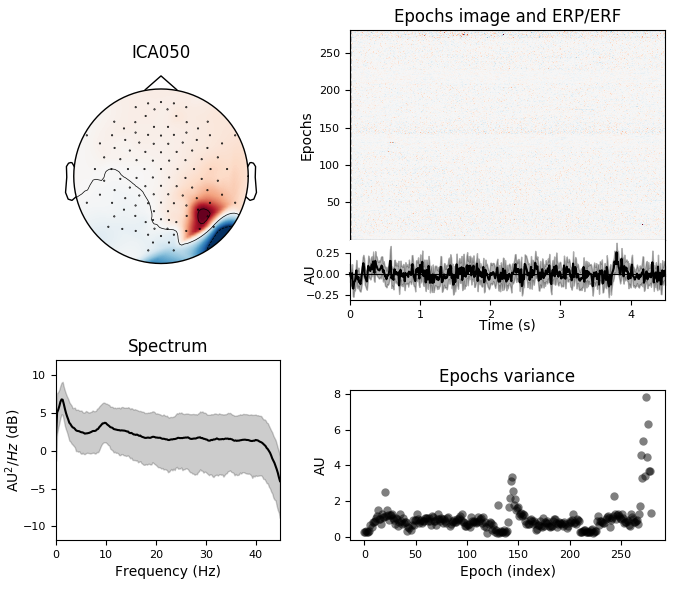 ICA050
Epochs image and ERP/ERF
250
200
150
100
50
Epochs
0.25
0.00
−0.25
AU
0 1 2 3 4
Time (s)
Spectrum
10
5
0
−5
−10
AU²/Hz (dB)
0 10 20 30 40
Frequency (Hz)
Epochs variance
8
6
4
2
0
AU
0 50 100 150 200 250
Epoch (index)